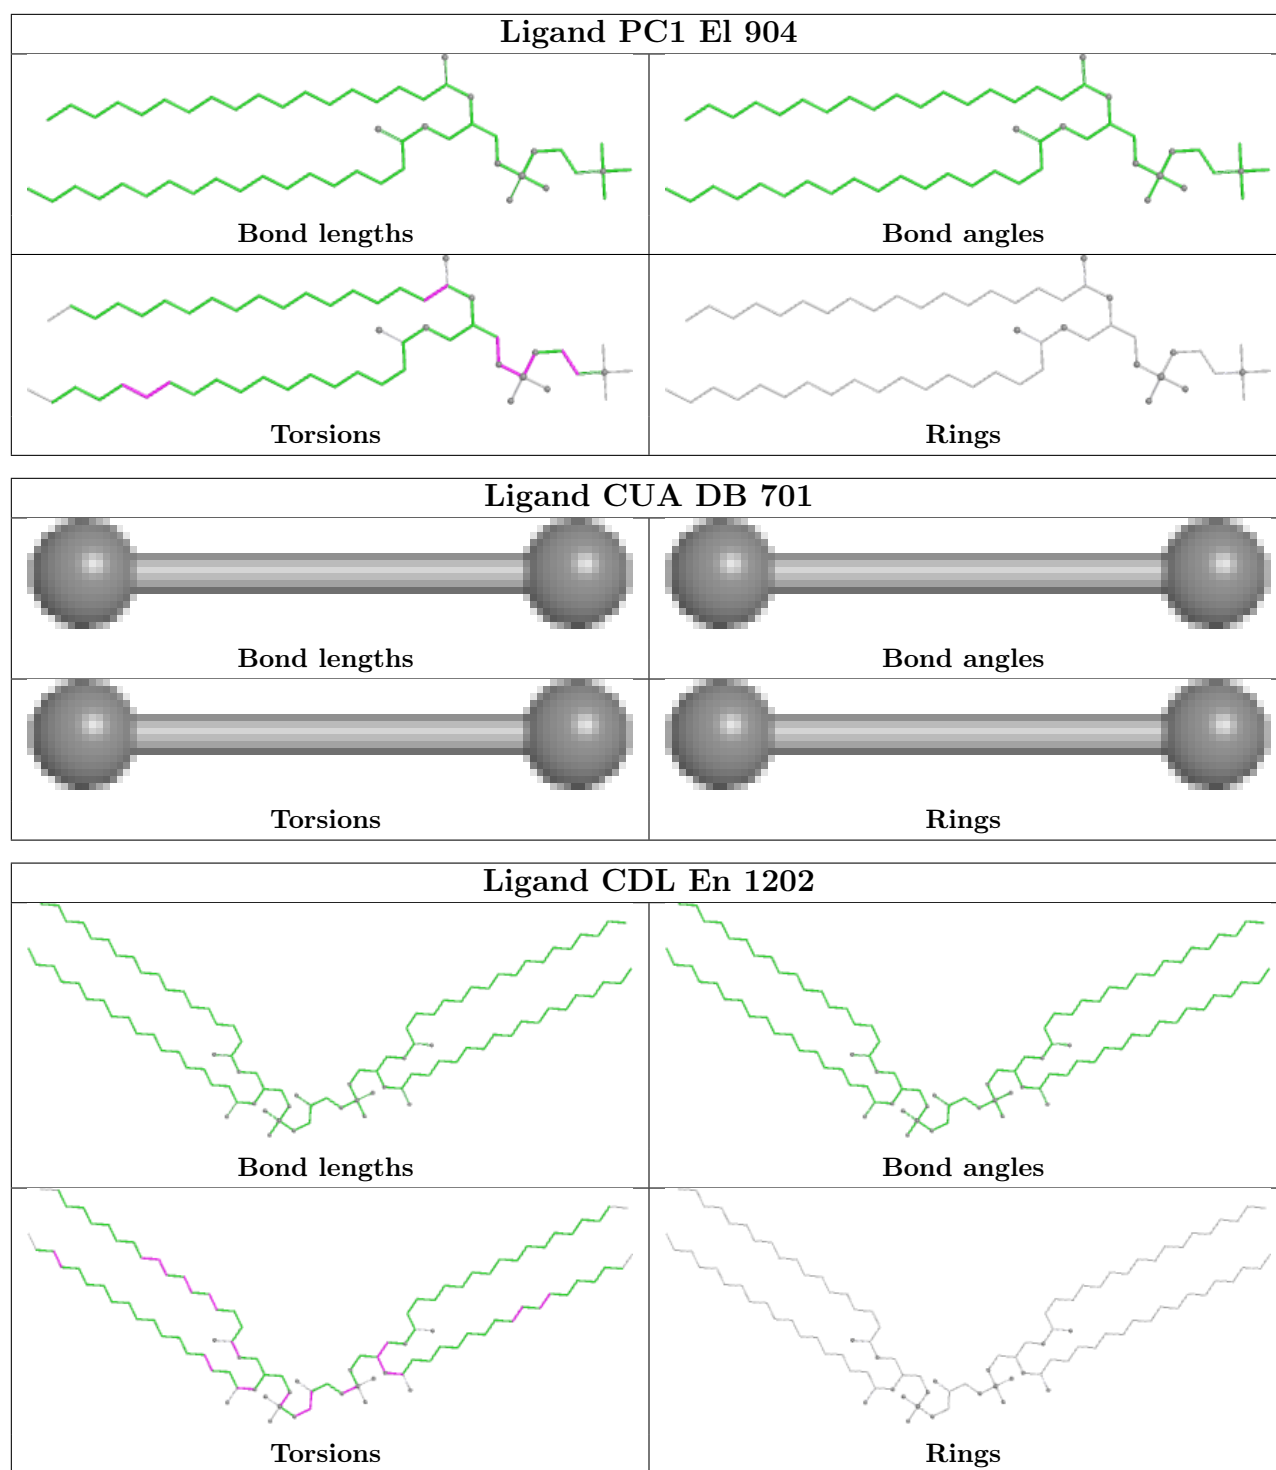 Ligand PC1 El 904
Bond lengths
Bond angles
Torsions
Rings
Ligand CUA DB 701
Bond lengths
Bond angles
Torsions
Rings
Ligand CDL En 1202
Bond lengths
Bond angles
Torsions
Rings